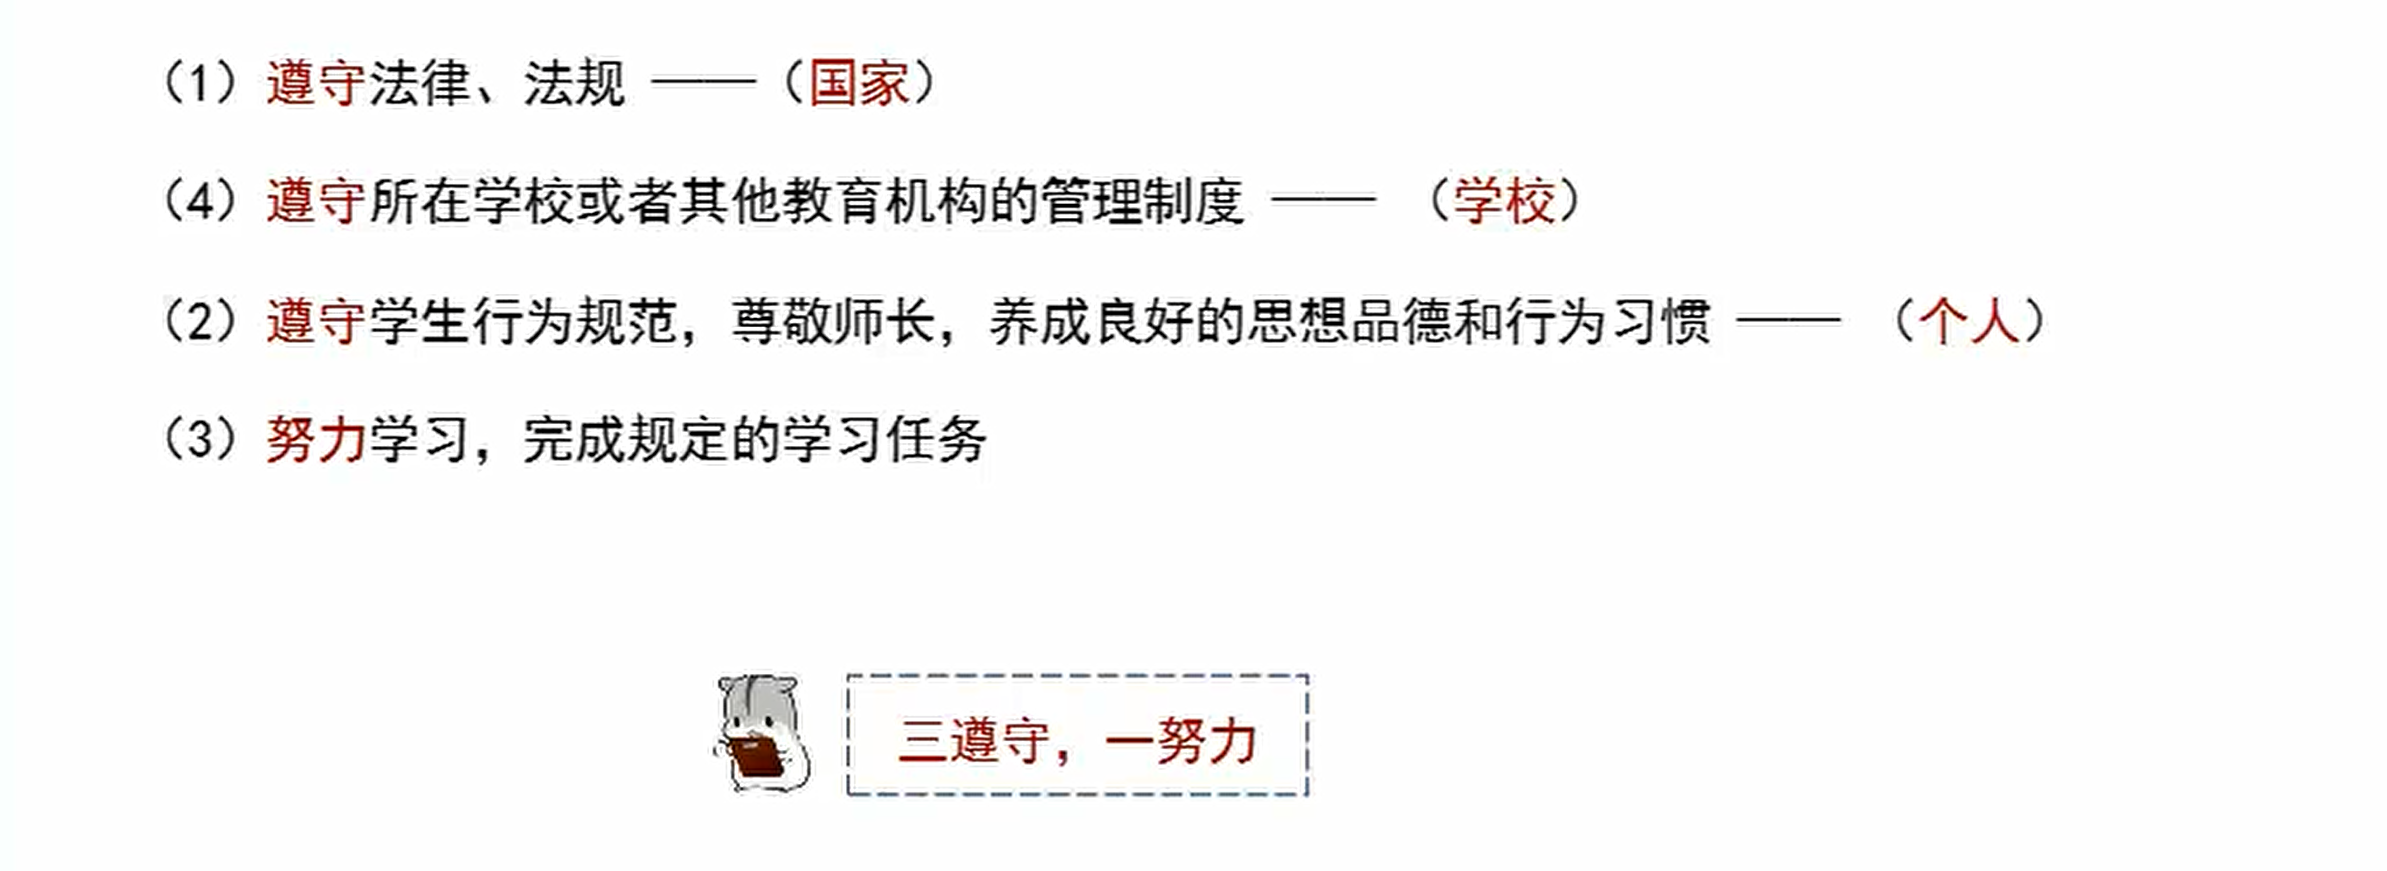 （1）遵守法律、法规 ——（国家）
（4）遵守所在学校或者其他教育机构的管理制度 —— （学校）
（2）遵守学生行为规范，尊敬师长，养成良好的思想品德和行为习惯 —— （个人）
（3）努力学习，完成规定的学习任务
三遵守，一努力